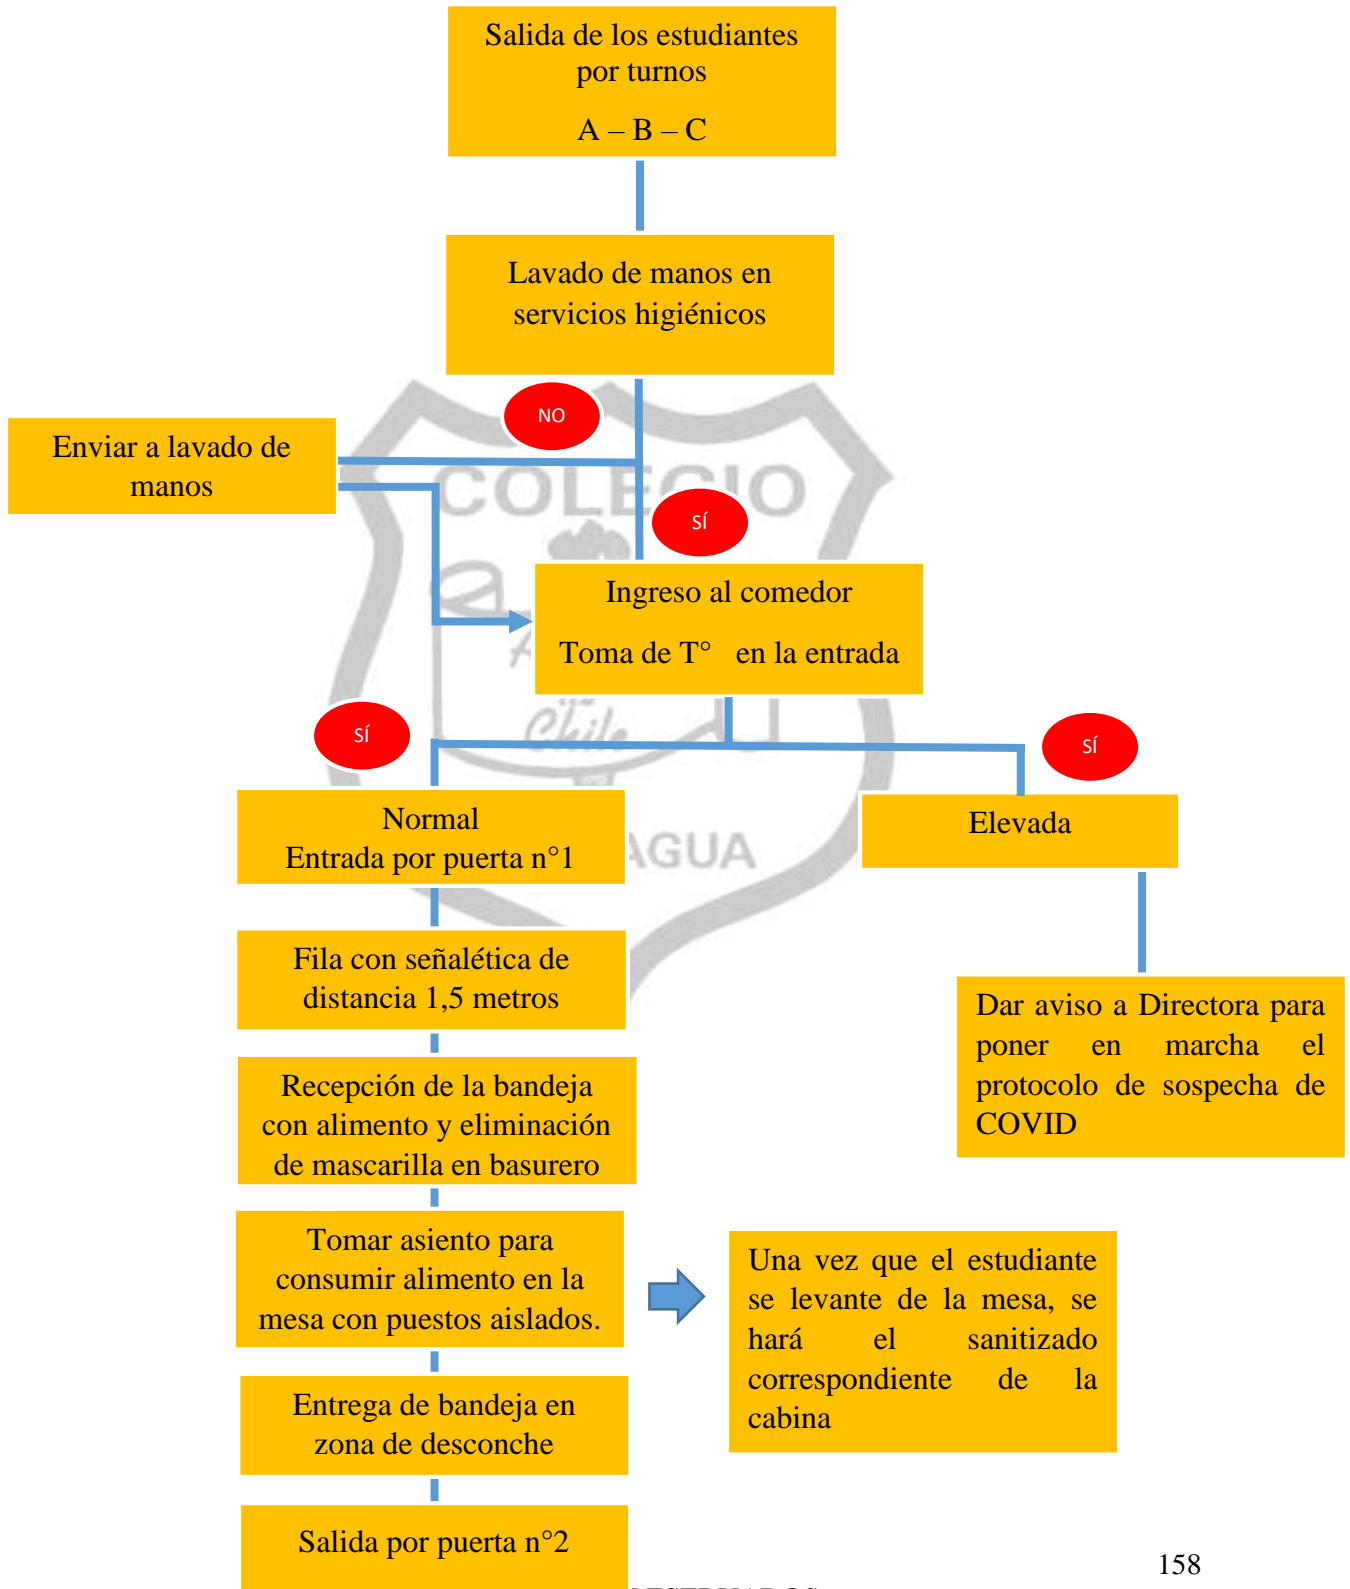 Salida de los estudiantes
por turnos
A – B – C
Lavado de manos en
servicios higiénicos
NO
Enviar a lavado de
manos
COLEGIO
SÍ
Ingreso al comedor
Toma de T° en la entrada
Chile
SÍ
SÍ
Normal
Entrada por puerta n°1
Elevada
AGUA
Fila con señalética de
distancia 1,5 metros
Dar aviso a Directora para
poner en marcha el
protocolo de sospecha de
COVID
Recepción de la bandeja
con alimento y eliminación
de mascarilla en basurero
Tomar asiento para
consumir alimento en la
mesa con puestos aislados.
Una vez que el estudiante
se levante de la mesa, se
hará el sanitizado
correspondiente de la
cabina
Entrega de bandeja en
zona de desconche
Salida por puerta n°2
158